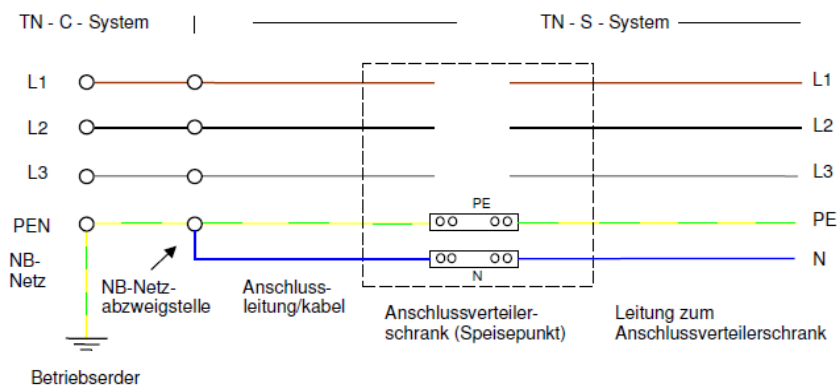 TN - C - System
TN - S - System
L1
L1
L2
L2
L3
L3
PE
PEN
PE
NB-
Netz
N
N
NB-Netz-
abzweigstelle
Anschluss-
leitung/kabel
Anschlussverteiler-
schrank (Speisepunkt)
Leitung zum
Anschlussverteilerschrank
Betriebserder